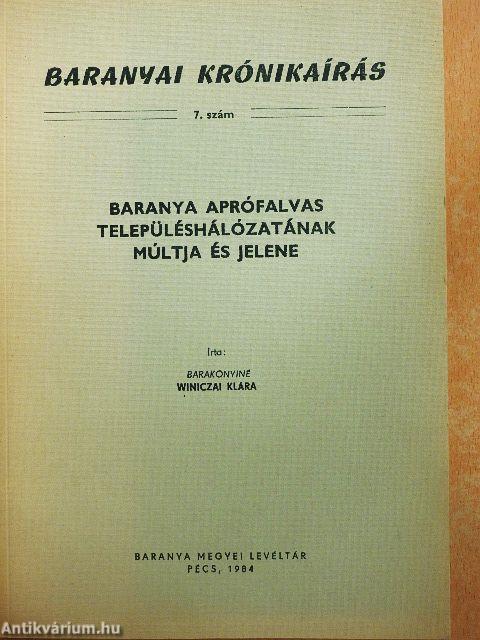 BARANYAI KRÓNIKAÍRÁS
7. szám
BARANYA APRÓFALVAS
TELEPÜLÉSHÁLÓZATÁNAK
MÚLTJA ÉS JELENE
Írta:
BARAKONYINÉ
WINICZAI KLÁRA
BARANYA MEGYEI LEVÉLTÁR
PÉCS, 1984
Antikvárium.hu